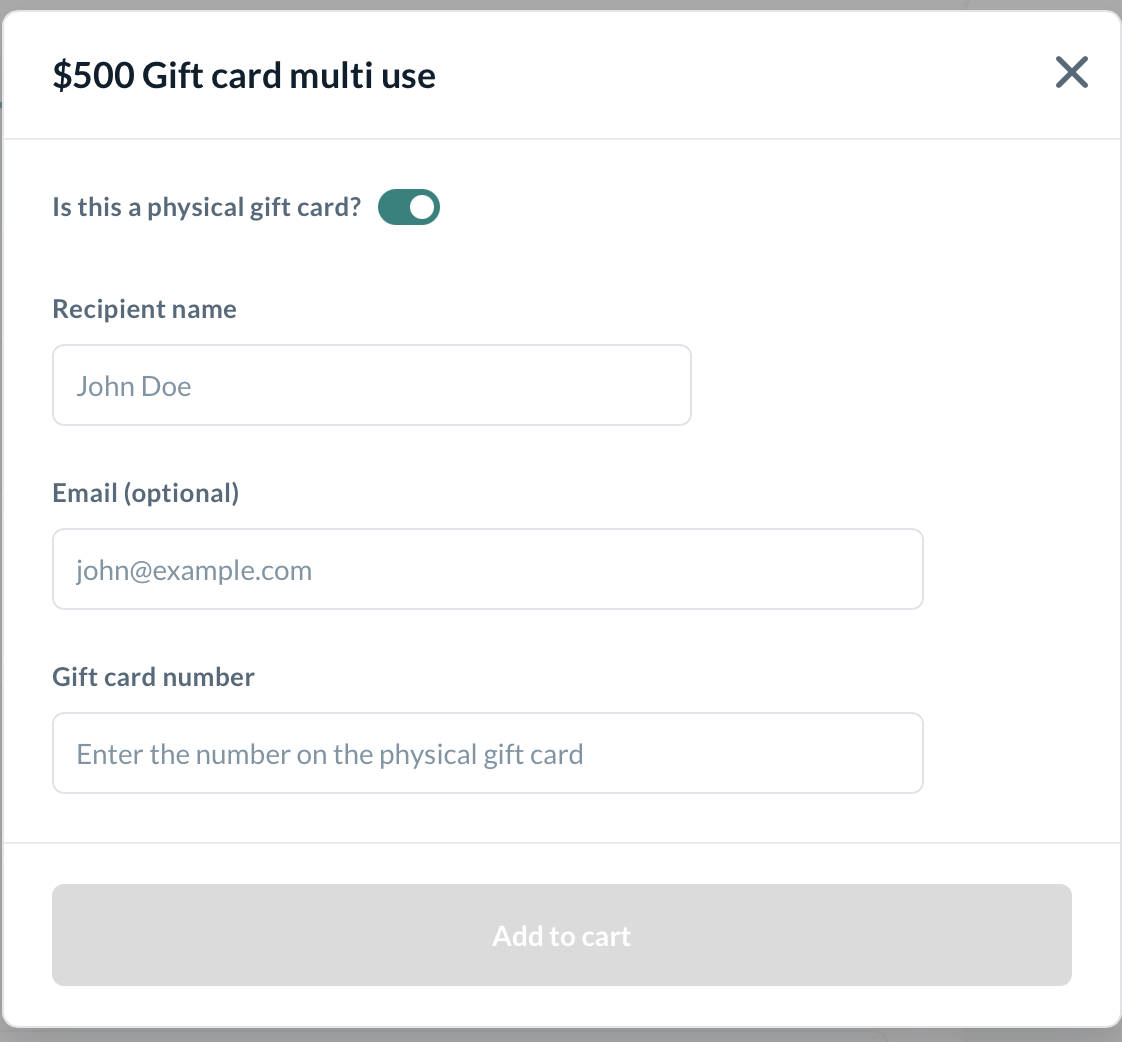 $500 Gift card multi use
Is this a physical gift card?
Recipient name
John Doe
Email (optional)
john@example.com
Gift card number
Enter the number on the physical gift card
Add to cart